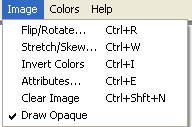 Image Colors Help
Flip/Rotate... Ctrl+R
Stretch/Skew... Ctrl+W
Invert Colors Ctrl+I
Attributes... Ctrl+E
Clear Image Ctrl+Shft+N
Draw Opaque